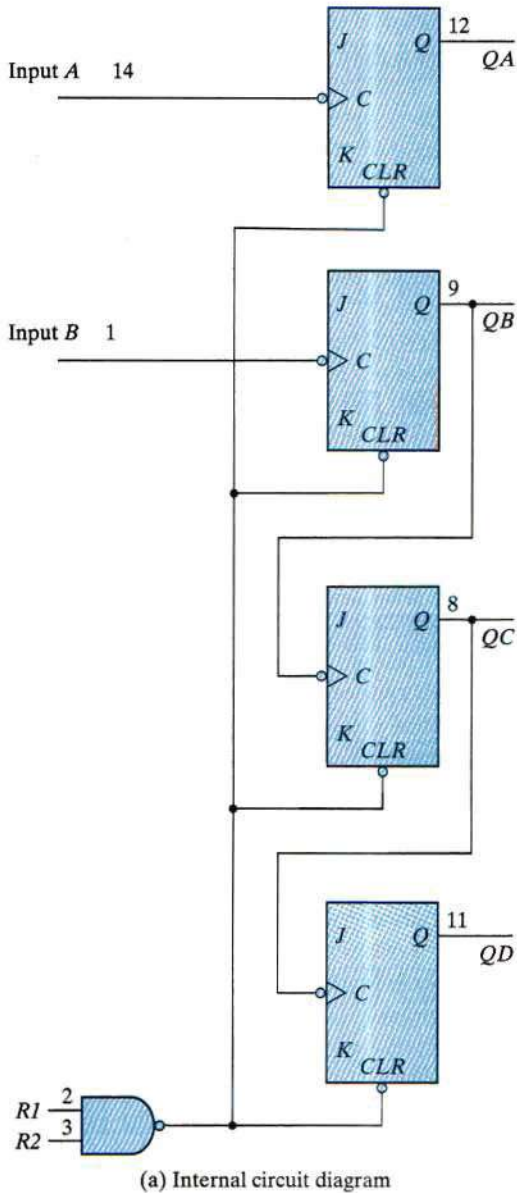 12
J Q
QA
Input A 14
C
K
CLR
9
J Q
QB
Input B 1
C
K
CLR
8
J Q
QC
C
K
CLR
11
J Q
QD
C
K
CLR
R1 2
R2 3
(a) Internal circuit diagram